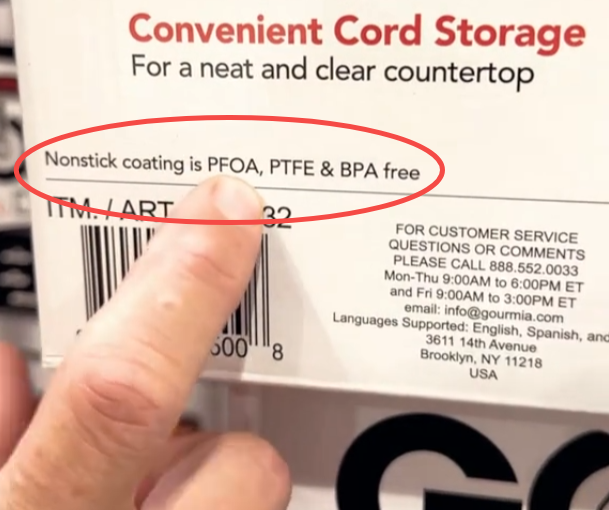 Convenient Cord Storage
For a neat and clear countertop
Nonstick coating is PFOA, PTFE & BPA free
ITM. / ART 32
FOR CUSTOMER SERVICE
QUESTIONS OR COMMENTS
PLEASE CALL 888.552.0033
Mon-Thu 9:00AM to 6:00PM ET
and Fri 9:00AM to 3:00PM ET
email: info@gourmia.com
Languages Supported: English, Spanish, and
3611 14th Avenue
Brooklyn, NY 11218
USA
500 8
GO